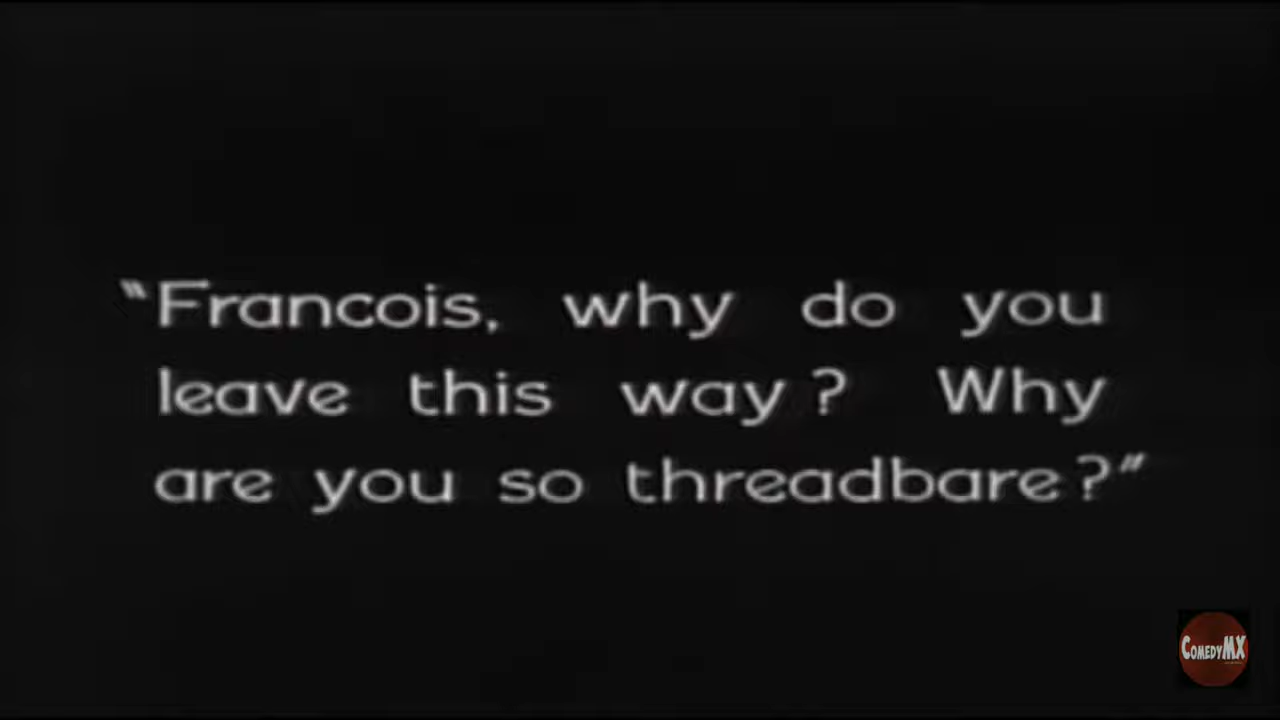 "Francois, why do you
leave this way? Why
are you so threadbare?"
COMEDYMX